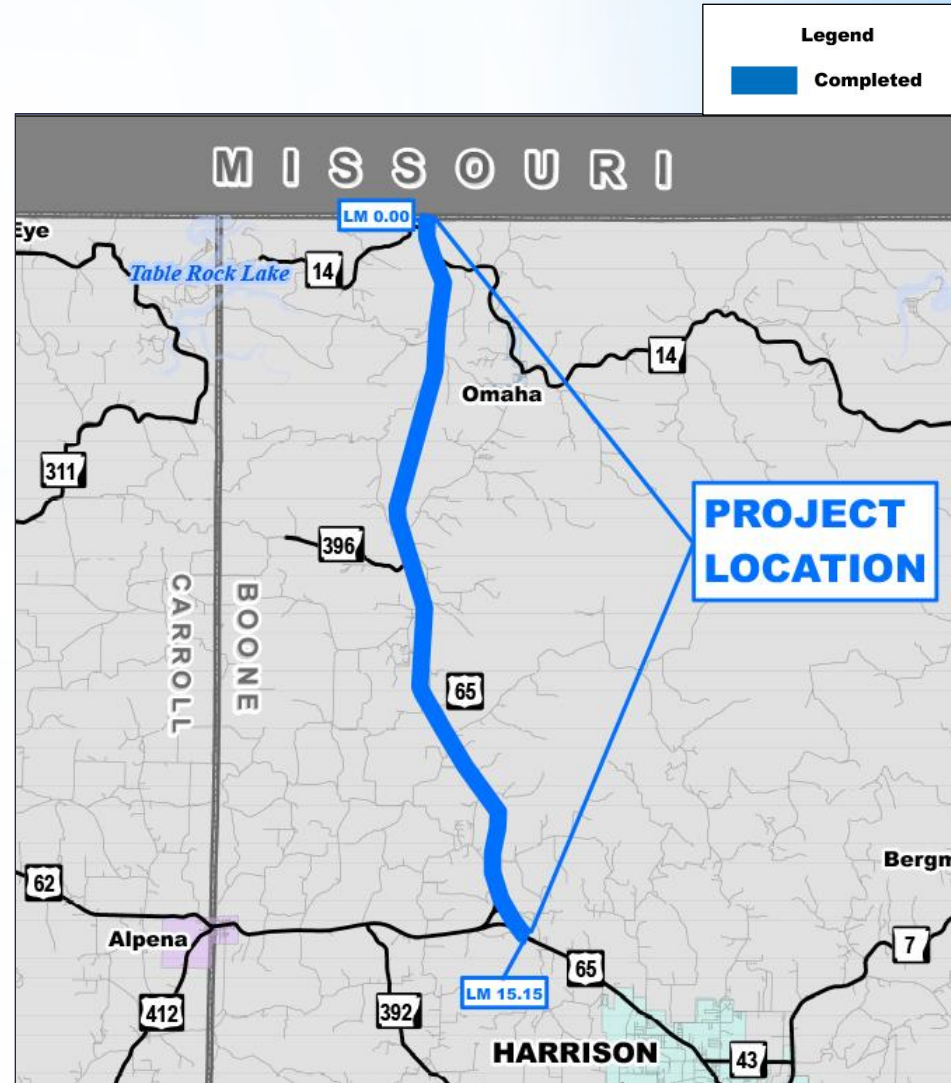 Legend
Completed
MISSOURI
LM 0.00
Eye
Table Rock Lake
14
14
Omaha
311
PROJECT
LOCATION
396
CARROLL
BOONE
65
Bergm
62
Alpena
7
65
LM 15.15
412
392
HARRISON
43